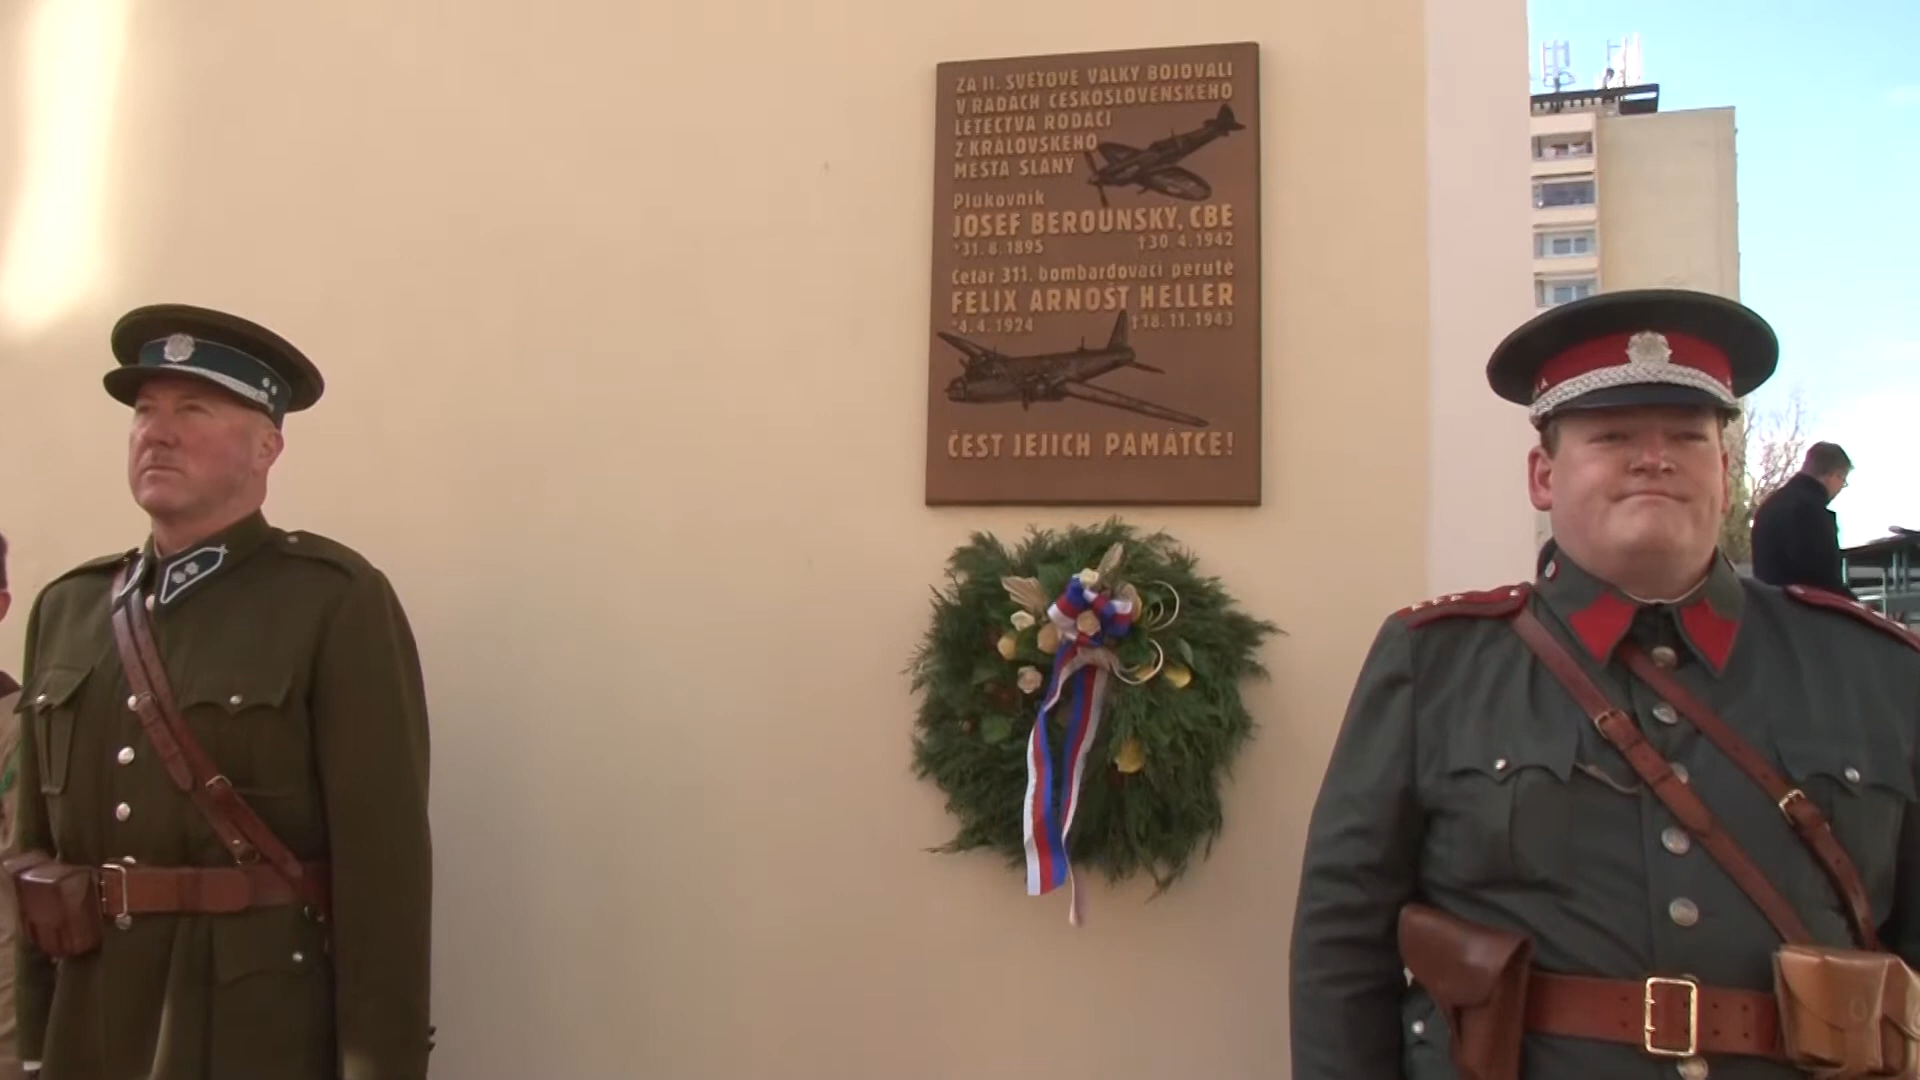 ZA II. SVĚTOVÉ VÁLKY BOJOVALI
V ŘADÁCH ČESKOSLOVENSKÉHO
LETECTVA RODÁCI
Z KRÁLOVSKÉHO
MĚSTA SLANÝ
Plukovník
JOSEF BEROUNSKÝ, CBE
*31. 8. 1895 †30. 4. 1942
Četař 311. bombardovací perutě
FELIX ARNOŠT HELLER
*4. 4. 1924 †18. 11. 1943
ČEST JEJICH PAMÁTCE!